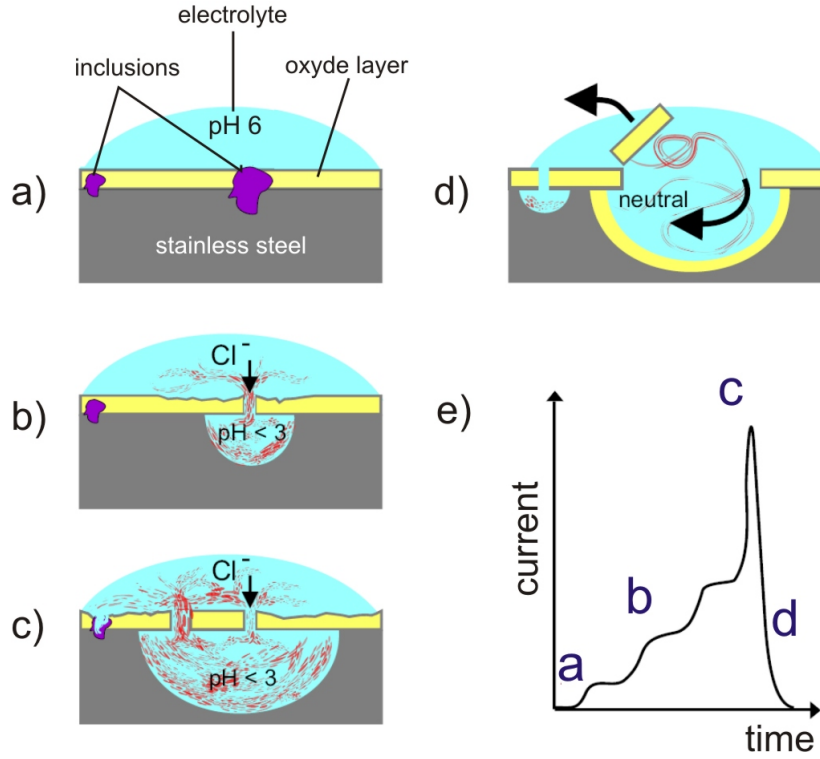 electrolyte
inclusions
oxyde layer
pH 6
a)
stainless steel
Cl⁻
b)
pH < 3
Cl⁻
c)
pH < 3
d)
neutral
e)
c
b
a
d
current
time